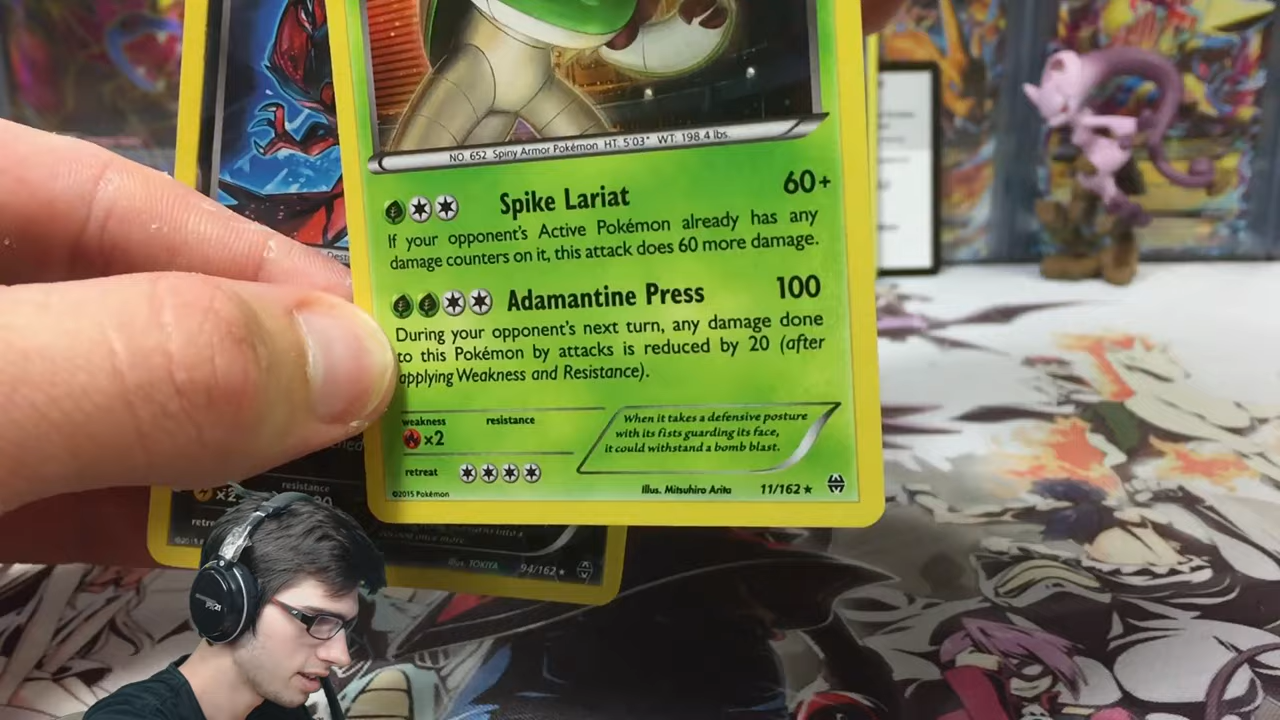 NO. 652 Spiny Armor Pokémon HT: 5'03" WT: 198.4 lbs.
Spike Lariat 60+
If your opponent's Active Pokémon already has any
damage counters on it, this attack does 60 more damage.
Adamantine Press 100
During your opponent's next turn, any damage done
to this Pokémon by attacks is reduced by 20 (after
applying Weakness and Resistance).
weakness resistance
×2
When it takes a defensive posture
with its fists guarding its face,
it could withstand a bomb blast.
retreat
©2015 Pokémon
Illus. Mitsuhiro Arita 11/162
resistance
×2
Illus. TOKIYA 94/162